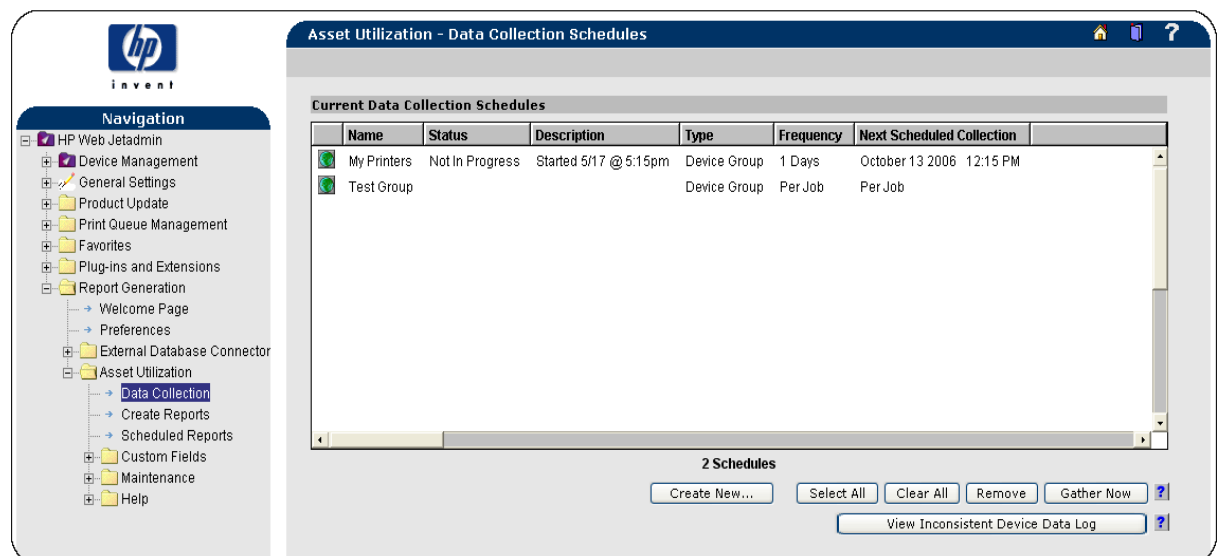 hp
invent
Navigation
HP Web Jetadmin
Device Management
General Settings
Product Update
Print Queue Management
Favorites
Plug-ins and Extensions
Report Generation
Welcome Page
Preferences
External Database Connector
Asset Utilization
Data Collection
Create Reports
Scheduled Reports
Custom Fields
Maintenance
Help
Asset Utilization - Data Collection Schedules ?
Current Data Collection Schedules
Name Status Description Type Frequency Next Scheduled Collection
My Printers Not In Progress Started 5/17 @ 5:15pm Device Group 1 Days October 13 2006 12:15 PM
Test Group Device Group Per Job Per Job
2 Schedules
Create New... Select All Clear All Remove Gather Now ?
View Inconsistent Device Data Log ?